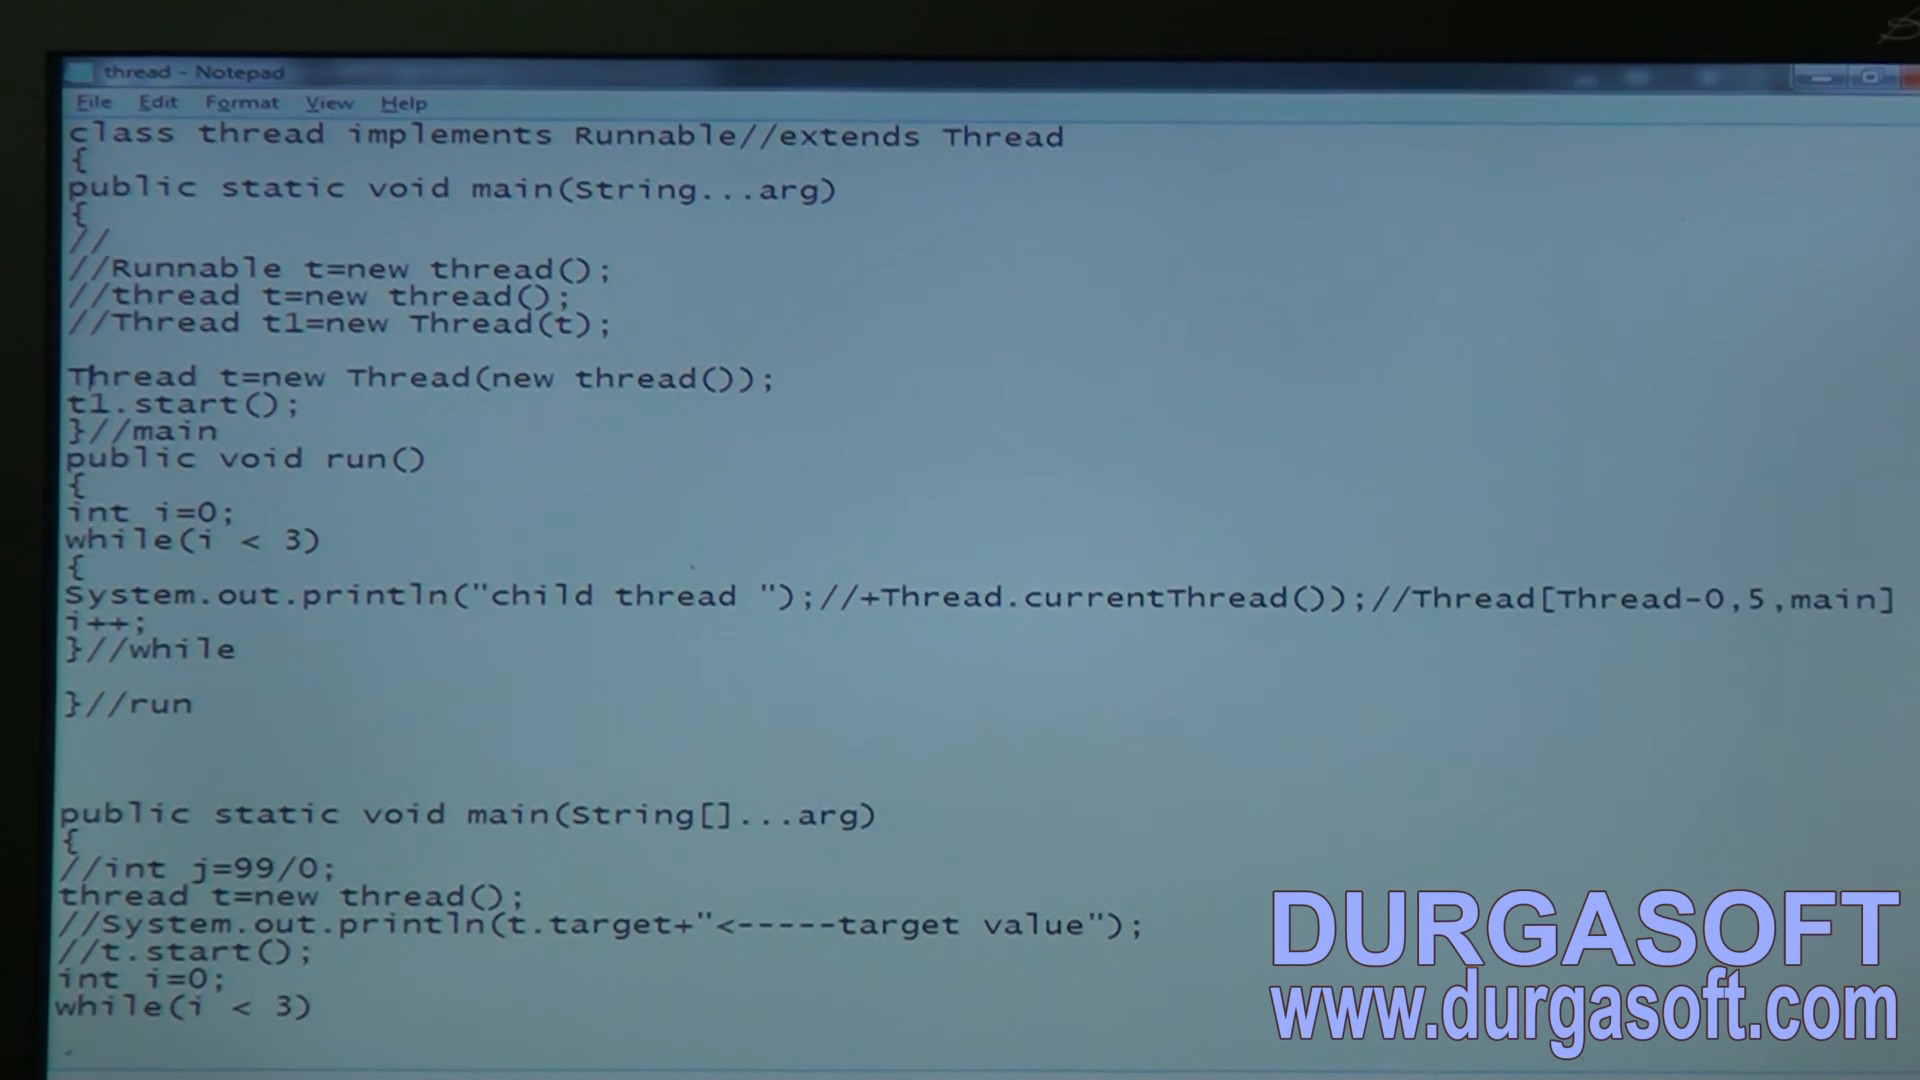 thread - Notepad
File Edit Format View Help
class thread implements Runnable//extends Thread
{
public static void main(String...arg)
{
//
//Runnable t=new thread();
//thread t=new thread();
//Thread t1=new Thread(t);
Thread t=new Thread(new thread());
t1.start();
}//main
public void run()
{
int i=0;
while(i < 3)
{
System.out.println("child thread ");//+Thread.currentThread());//Thread[Thread-0,5,main]
i++;
}//while
}//run
public static void main(String[]...arg)
{
//int j=99/0;
thread t=new thread();
//System.out.println(t.target+"<-----target value");
//t.start();
int i=0;
while(i < 3)
DURGASOFT
www.durgasoft.com